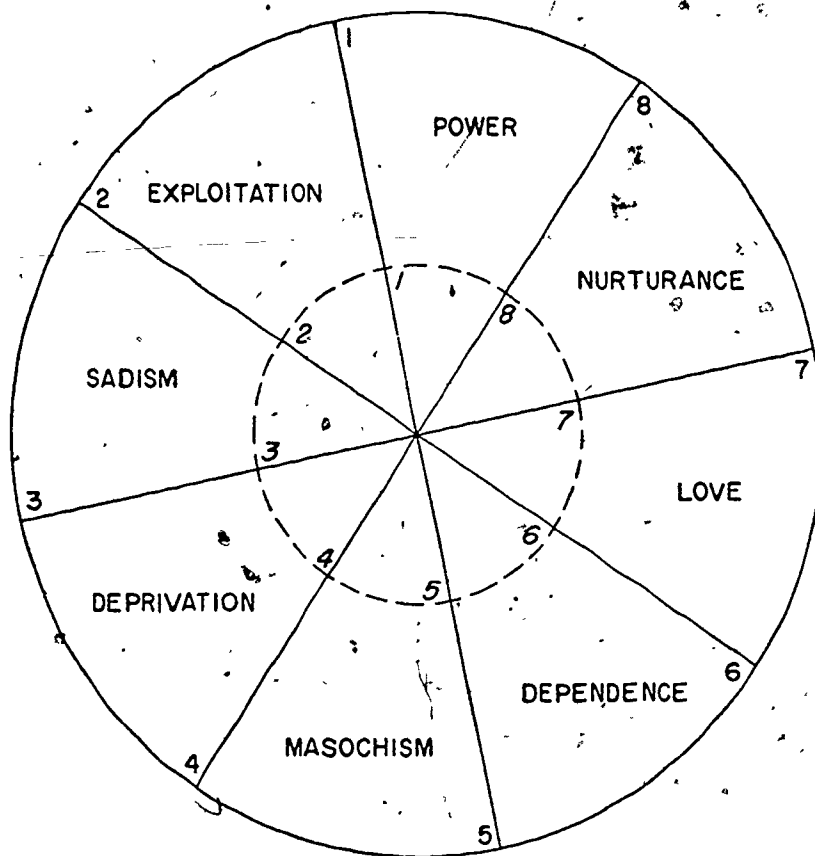 1
8
POWER
2
EXPLOITATION
NURTURANCE
1
8
2
7
SADISM
7
3
LOVE
3
6
4
5
DEPRIVATION
6
DEPENDENCE
MASOCHISM
4
5